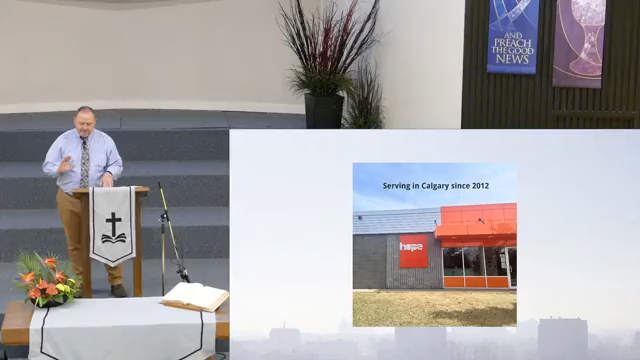 AND
PREACH
THE GOOD
NEWS
Serving in Calgary since 2012
hope